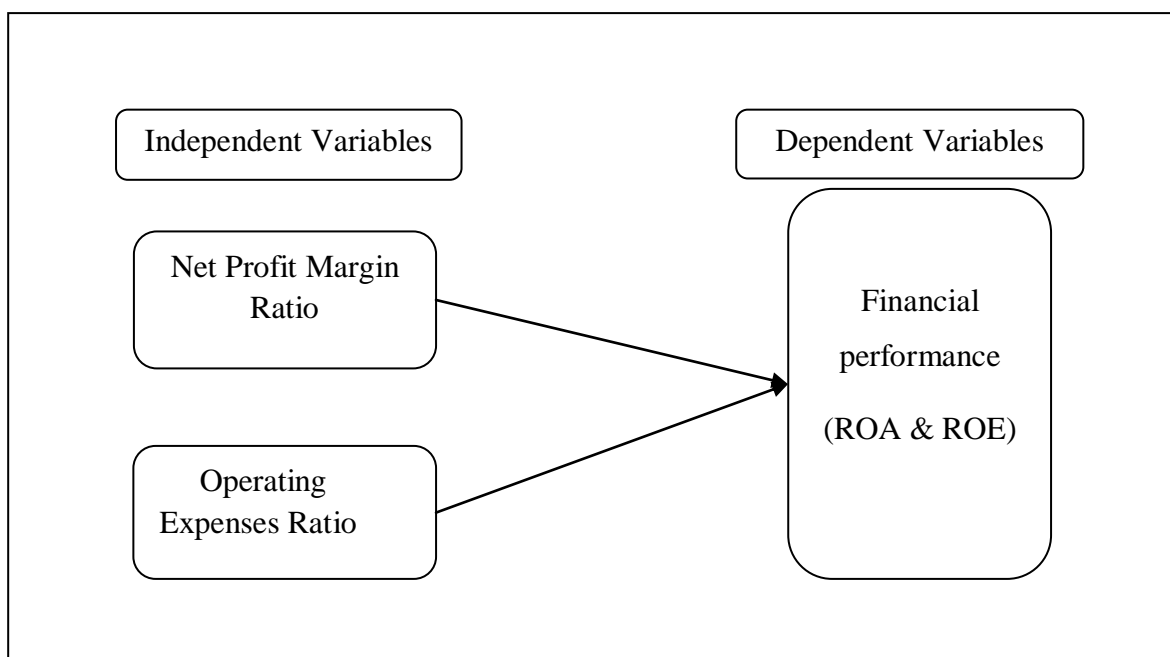 Independent Variables
Dependent Variables
Net Profit Margin
Ratio
Operating
Expenses Ratio
Financial
performance
(ROA & ROE)